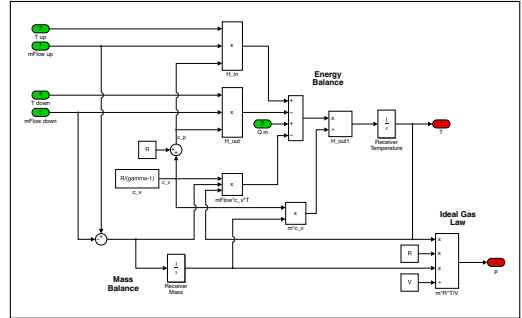 T up
mFlow up
x
x
x
H_in
T down
mFlow down
x
H_out
c_p
R
+
+
R/(gamma-1)
c_v
c_v
x
mFlow*c_v*T
Energy
Balance
+
−
+
−
Q in
x
÷
H_out1
Receiver
Temperature
T
x
m*c_v
Mass
Balance
Receiver
Mass
Ideal Gas
Law
R
V
x
x
x
÷
m*R*T/V
p